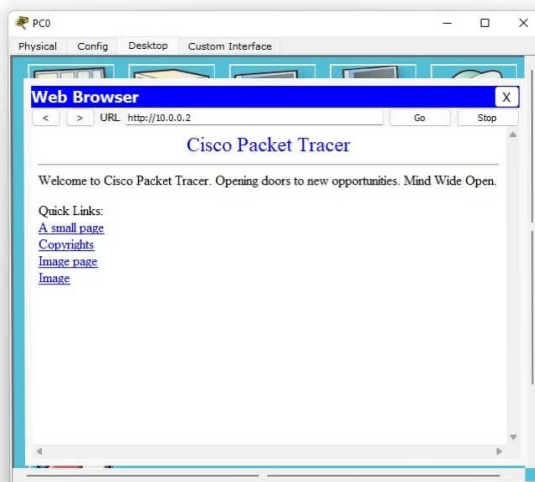 PC0
Physical Config Desktop Custom Interface
Web Browser X
< > URL http://10.0.0.2 Go Stop
Cisco Packet Tracer
Welcome to Cisco Packet Tracer. Opening doors to new opportunities. Mind Wide Open.
Quick Links:
A small page
Copyrights
Image page
Image